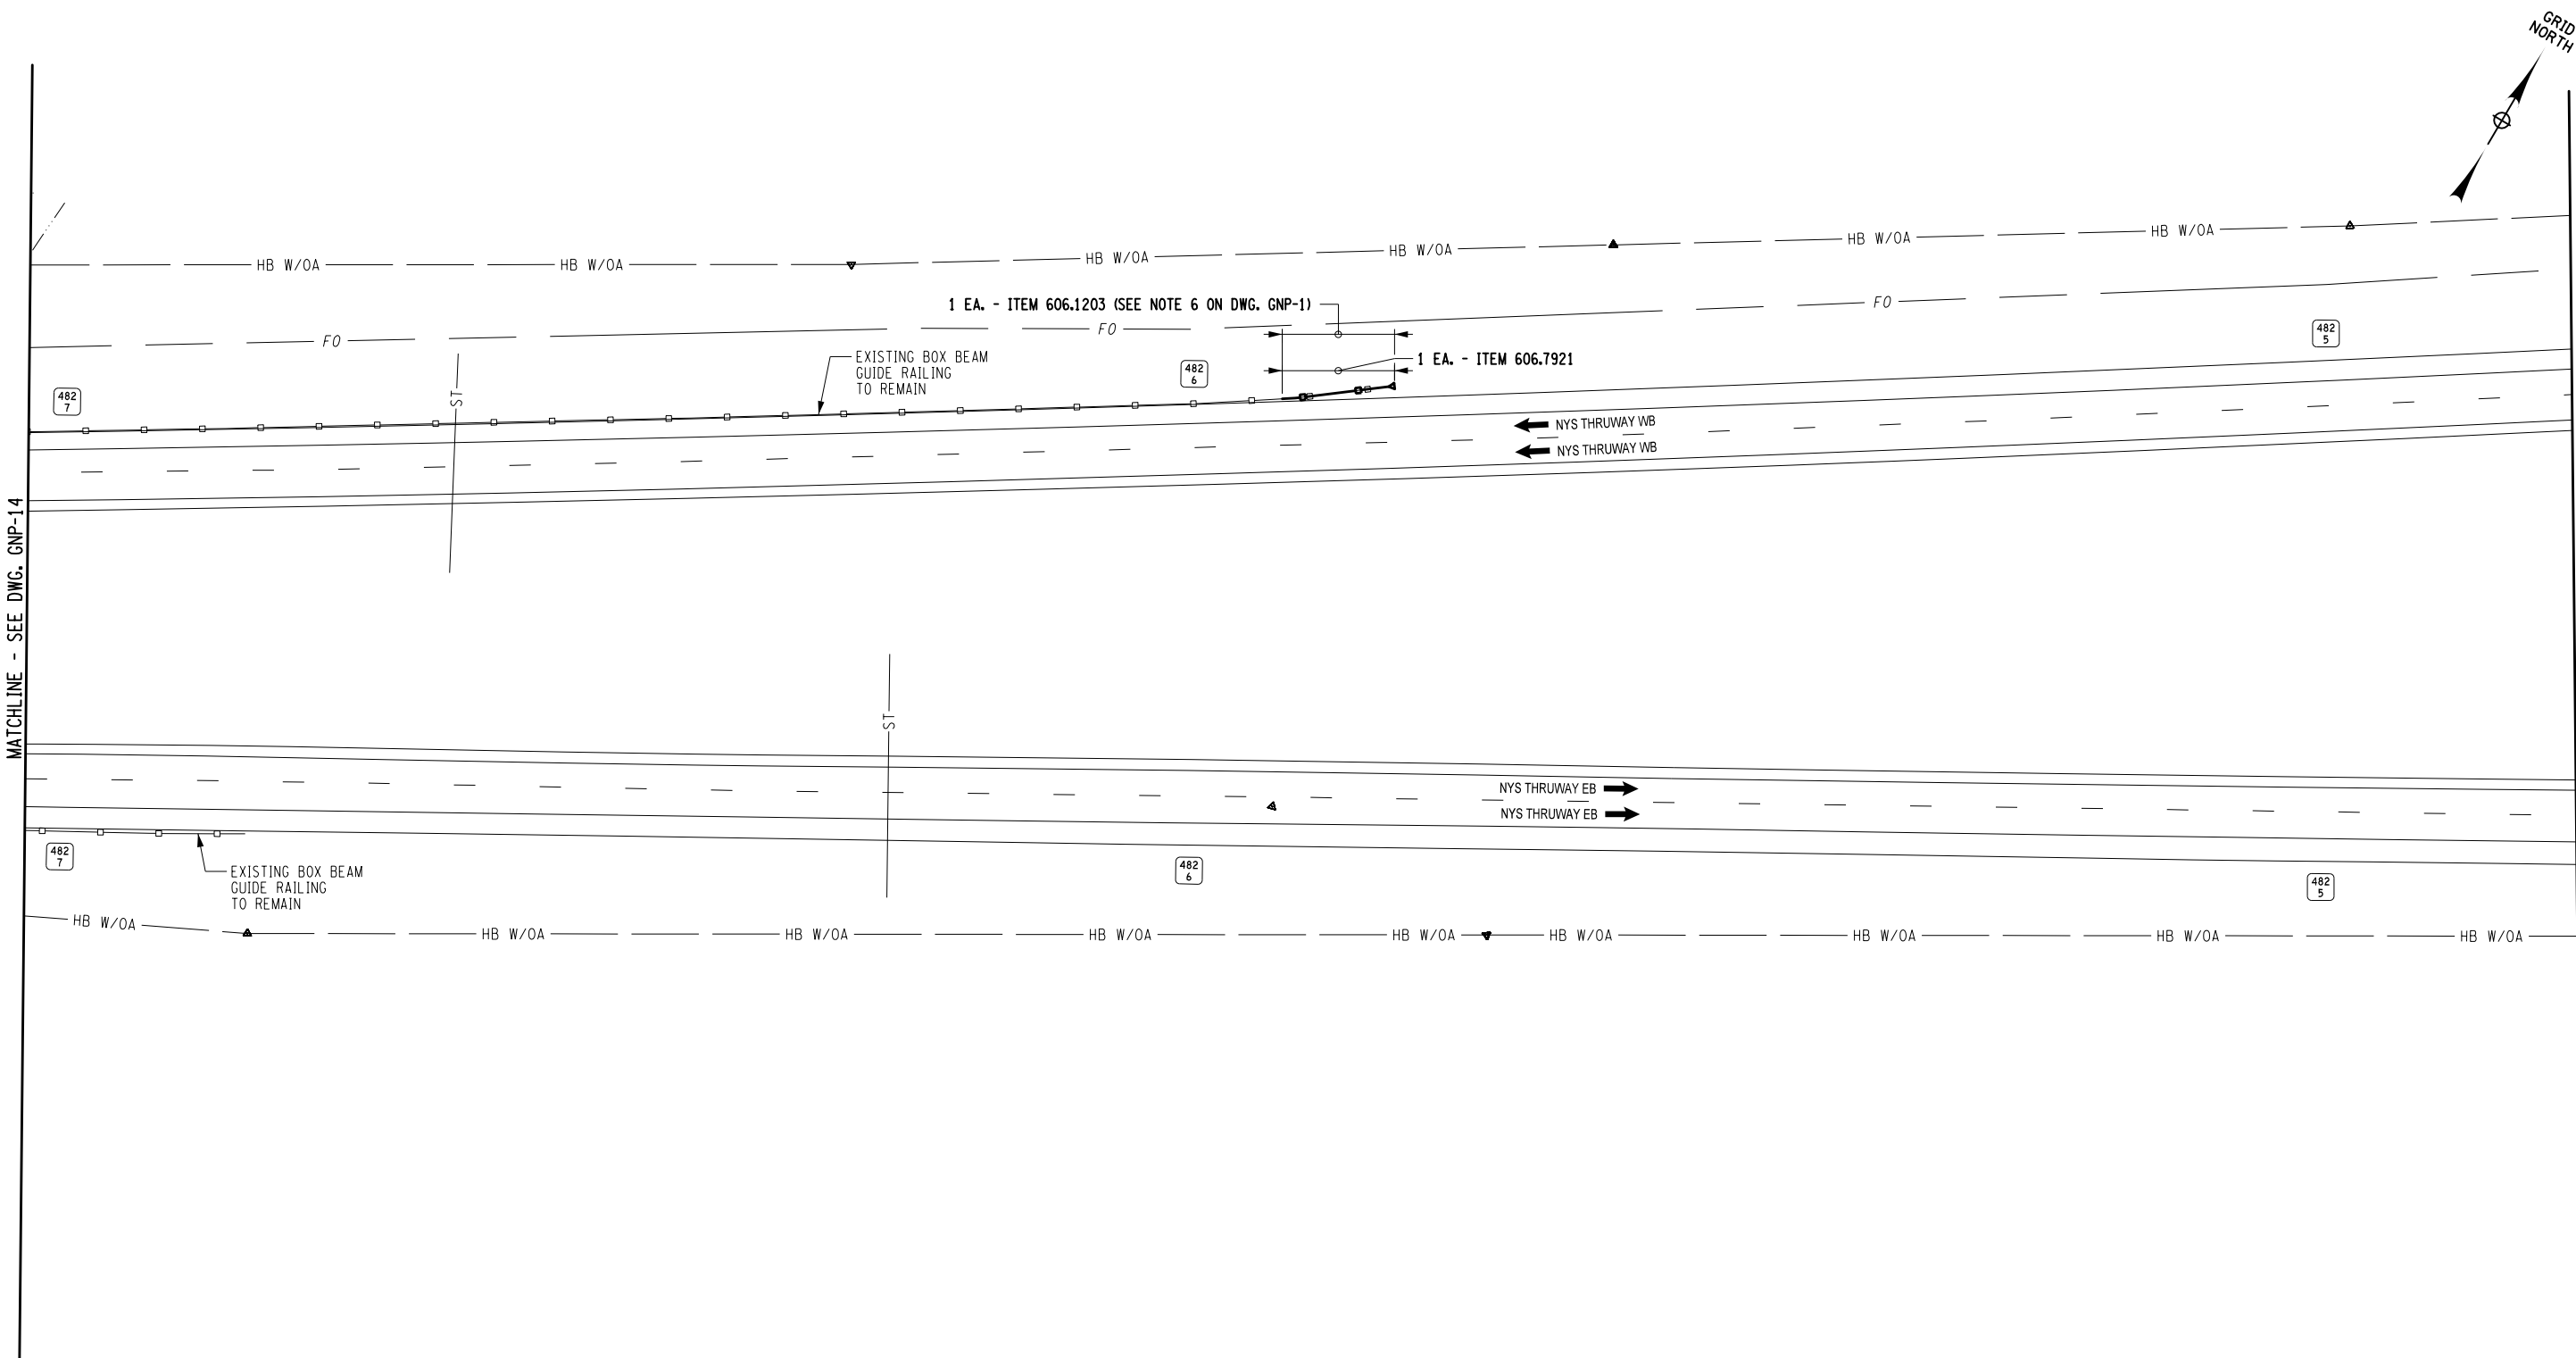 GRID
NORTH
HB W/OA
HB W/OA
HB W/OA
HB W/OA
HB W/OA
HB W/OA
1 EA. - ITEM 606.1203 (SEE NOTE 6 ON DWG. GNP-1)
FO
FO
FO
1 EA. - ITEM 606.7921
EXISTING BOX BEAM
GUIDE RAILING
TO REMAIN
482
7
482
6
482
5
ST
NYS THRUWAY WB
NYS THRUWAY WB
MATCHLINE - SEE DWG. GNP-14
ST
NYS THRUWAY EB
NYS THRUWAY EB
482
7
482
6
482
5
EXISTING BOX BEAM
GUIDE RAILING
TO REMAIN
HB W/OA
HB W/OA
HB W/OA
HB W/OA
HB W/OA
HB W/OA
HB W/OA
HB W/OA
HB W/OA